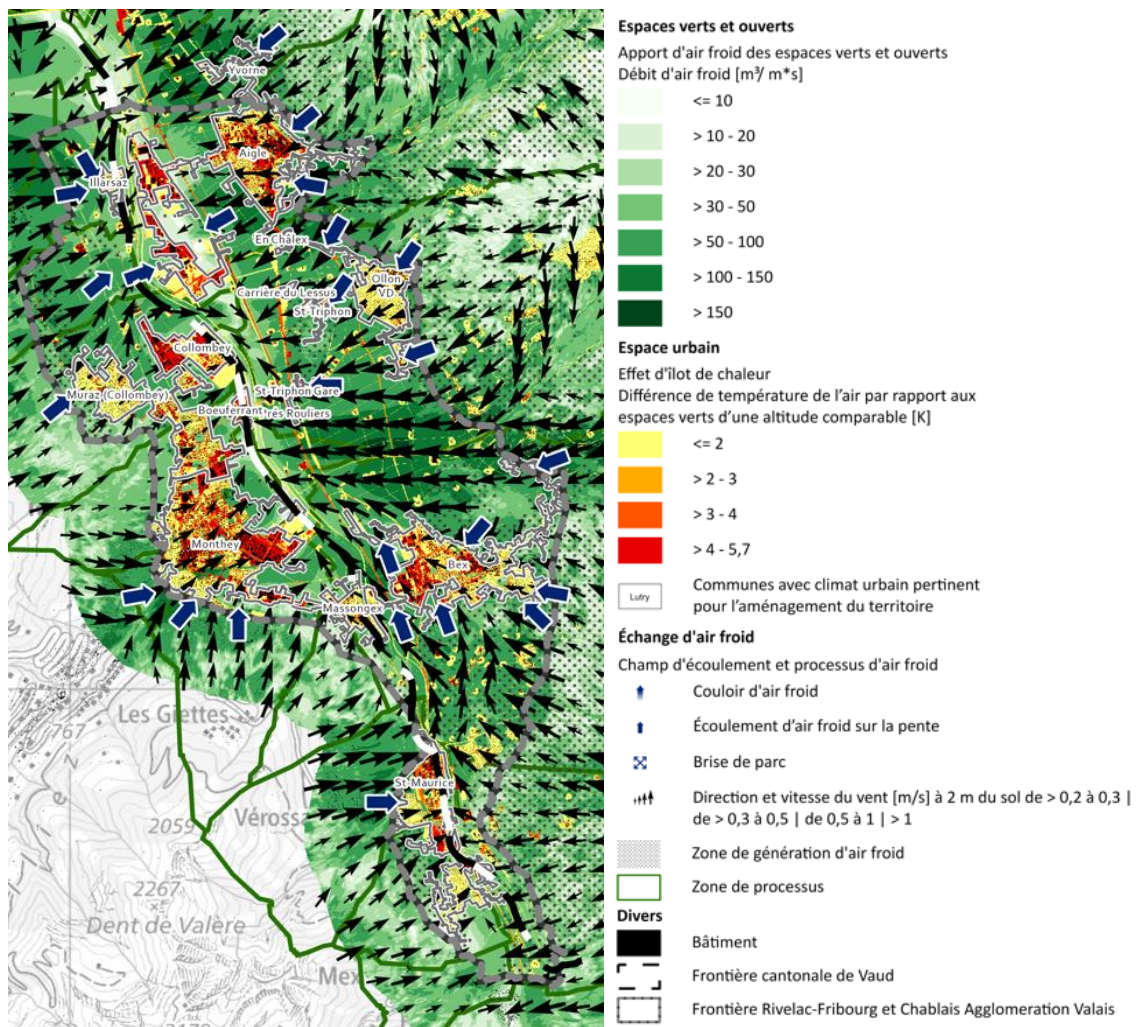 Yvorne
Aigle
Illarsaz
En Châlex
Ollon
VD
Carrière du Lessus
St-Triphon
Collombey
St-Triphon Gare
Muraz (Collombey)
Boeuferrant
rés Rouliers
Monthey
Bex
Massongex
Les Giettes
767
St-Maurice
2059
Vérossa
2267
Dent de Valère
Mex
Espaces verts et ouverts
Apport d'air froid des espaces verts et ouverts
Débit d'air froid [m³/ m*s]
<= 10
> 10 - 20
> 20 - 30
> 30 - 50
> 50 - 100
> 100 - 150
> 150
Espace urbain
Effet d'îlot de chaleur
Différence de température de l'air par rapport aux
espaces verts d'une altitude comparable [K]
<= 2
> 2 - 3
> 3 - 4
> 4 - 5,7
Lutry
Communes avec climat urbain pertinent
pour l'aménagement du territoire
Échange d'air froid
Champ d'écoulement et processus d'air froid
Couloir d'air froid
Écoulement d'air froid sur la pente
Brise de parc
Direction et vitesse du vent [m/s] à 2 m du sol de > 0,2 à 0,3 |
de > 0,3 à 0,5 | de 0,5 à 1 | > 1
Zone de génération d'air froid
Zone de processus
Divers
Bâtiment
Frontière cantonale de Vaud
Frontière Rivelac-Fribourg et Chablais Agglomeration Valais